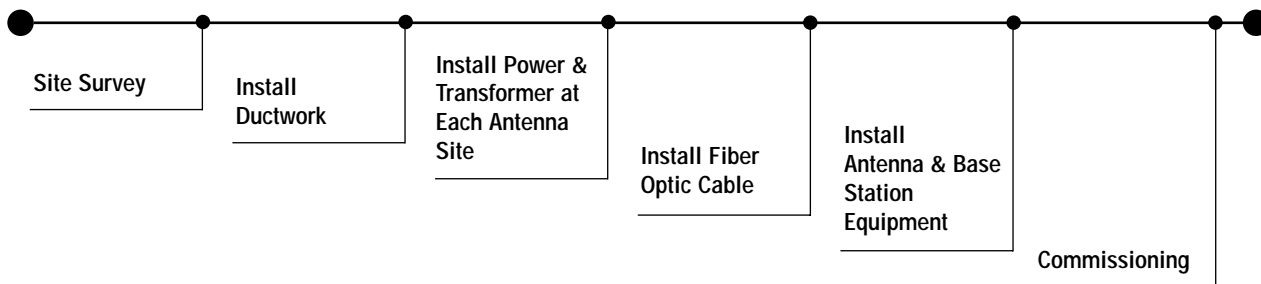 Site Survey
Install
Ductwork
Install Power &
Transformer at
Each Antenna
Site
Install Fiber
Optic Cable
Install
Antenna & Base
Station
Equipment
Commissioning